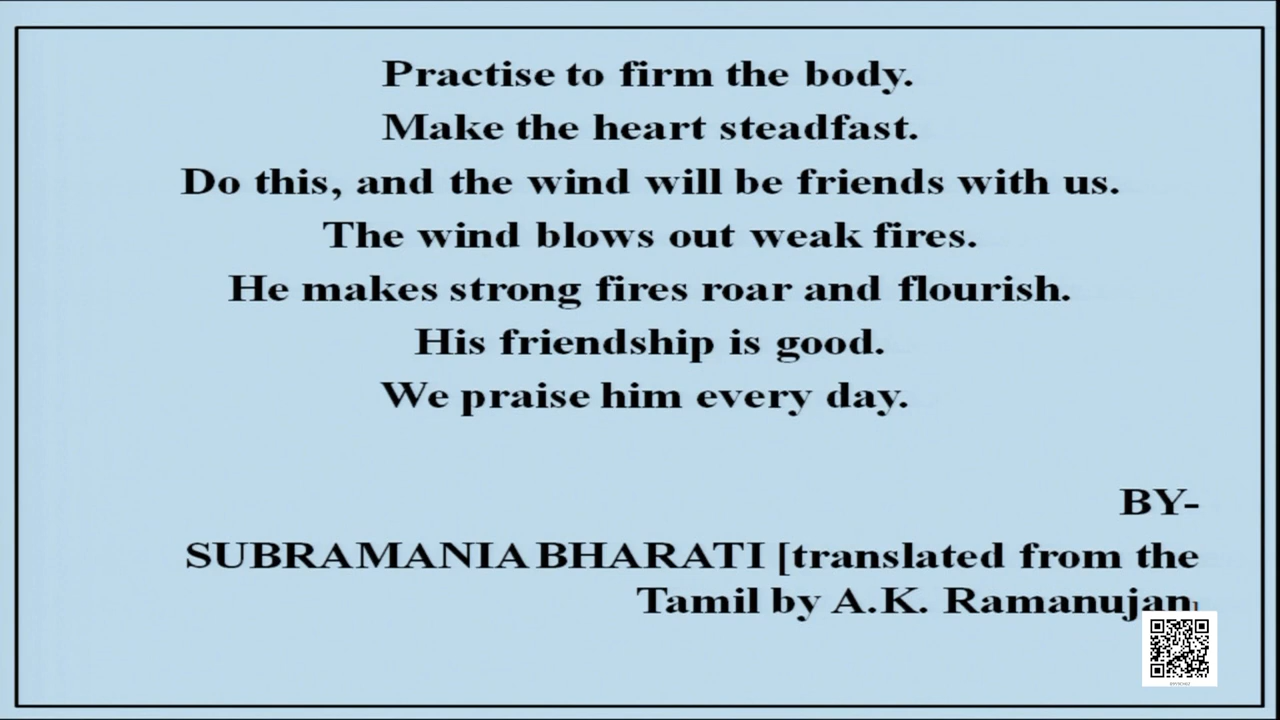 Practise to firm the body.
Make the heart steadfast.
Do this, and the wind will be friends with us.
The wind blows out weak fires.
He makes strong fires roar and flourish.
His friendship is good.
We praise him every day.
BY-
SUBRAMANIA BHARATI [translated from the
Tamil by A.K. Ramanujan]